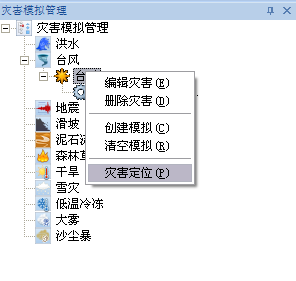 灾害模拟管理
灾害模拟管理
洪水
台风
台
编辑灾害(E)
删除灾害(D)
创建模拟(C)
清空模拟(R)
灾害定位(P)
地震
滑坡
泥石
森林
干旱
雪灾
低温冷冻
大雾
沙尘暴